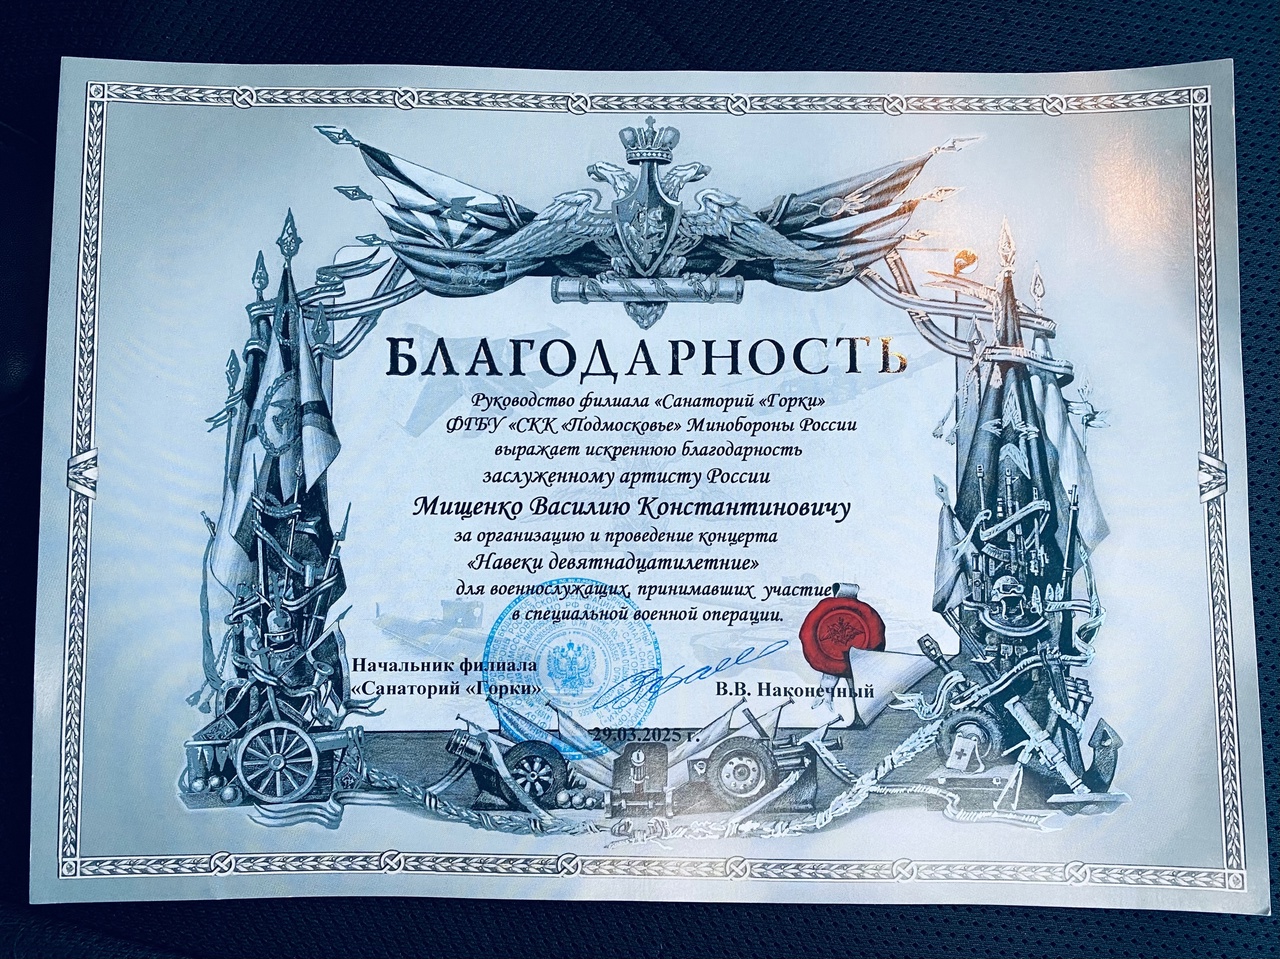 БЛАГОДАРНОСТЬ
Руководство филиала «Санаторий «Горки»
ФГБУ «СКК «Подмосковье» Минобороны России
выражает искреннюю благодарность
заслуженному артисту России
Мищенко Василию Константиновичу
за организацию и проведение концерта
«Навеки девятнадцатилетние»
для военнослужащих, принимавших участие
в специальной военной операции.
Начальник филиала
«Санаторий «Горки»
В.В. Наконечный
29.03.2025 г.